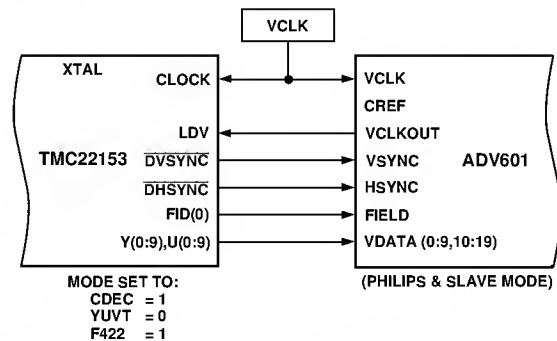 VCLK
XTAL
CLOCK
VCLK
CREF
LDV
VCLKOUT
TMC22153
DVSYNC
VSYNC
ADV601
DHSYNC
HSYNC
FID(0)
FIELD
Y(0:9),U(0:9)
VDATA (0:9,10:19)
MODE SET TO:
CDEC = 1
YUVT = 0
F422 = 1
(PHILIPS & SLAVE MODE)